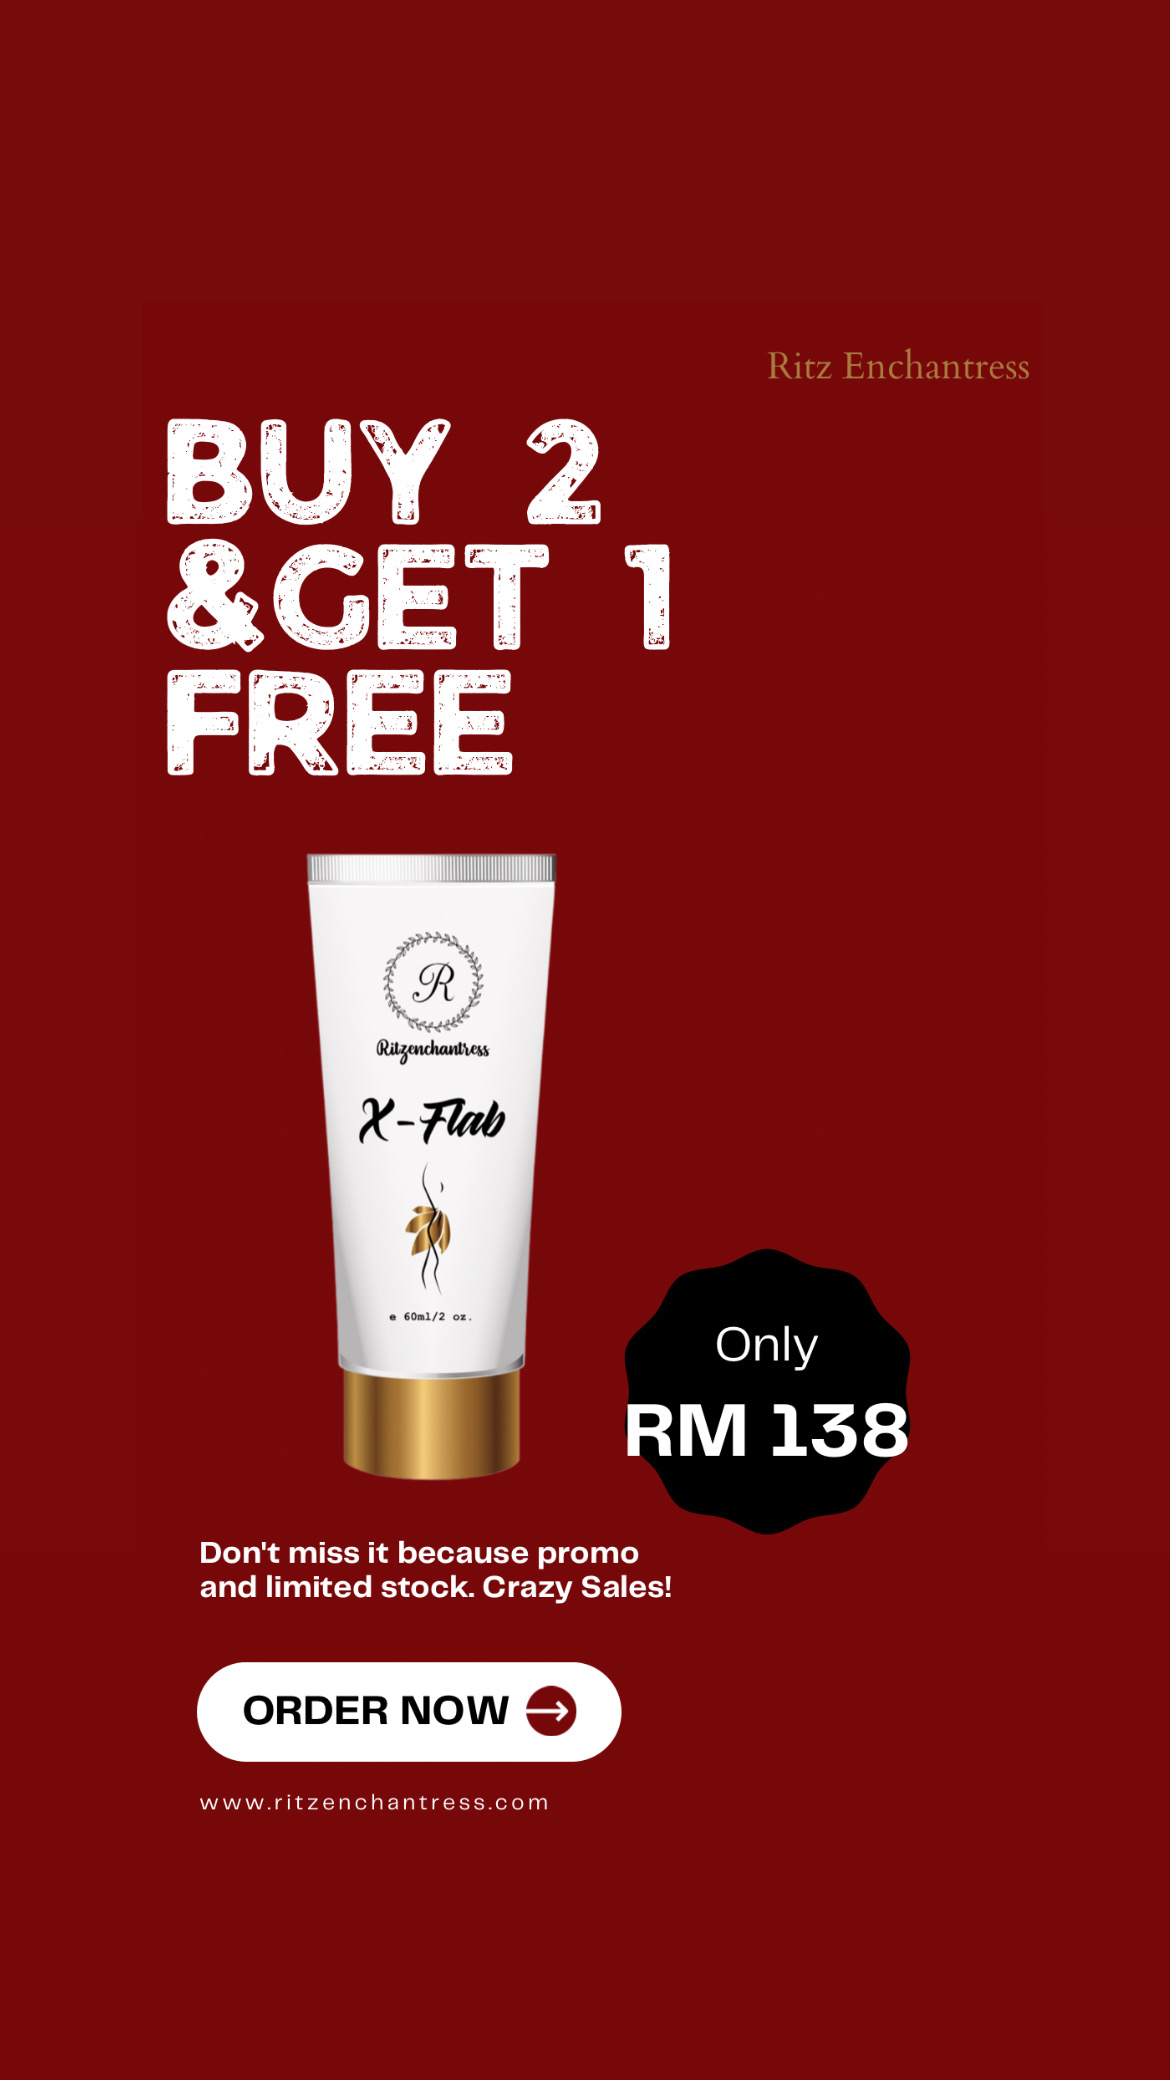 Ritz Enchantress
BUY 2
&GET 1
FREE
R
Ritzenchantress
X-Flab
e 60ml/2 oz.
Only
RM 138
Don't miss it because promo
and limited stock. Crazy Sales!
ORDER NOW
www.ritzenchantress.com